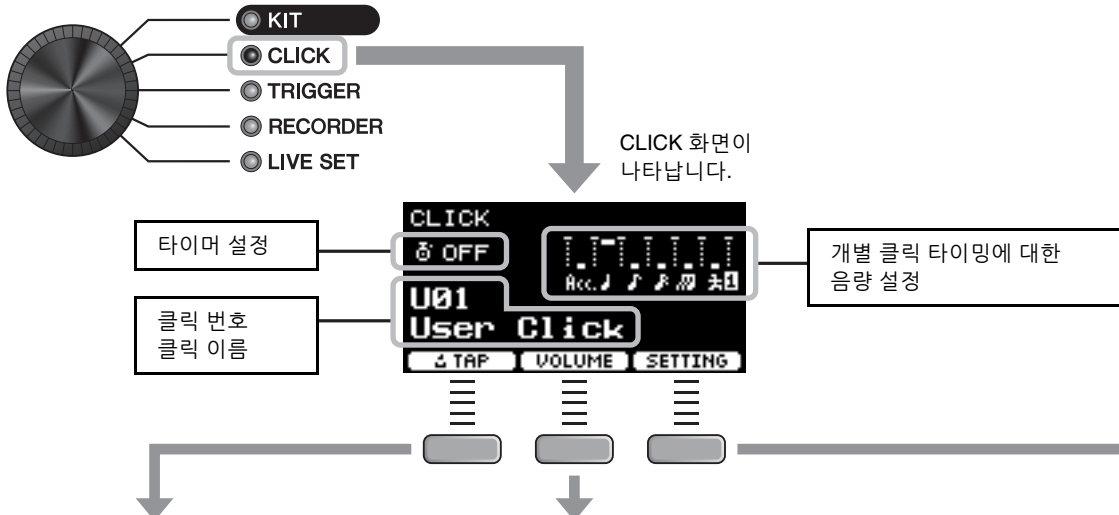 KIT
CLICK
TRIGGER
RECORDER
LIVE SET
CLICK 화면이
나타납니다.
타이머 설정
클릭 번호
클릭 이름
CLICK
OFF
Acc.
1
U01
User Click
TAP VOLUME SETTING
개별 클릭 타이밍에 대한
음량 설정